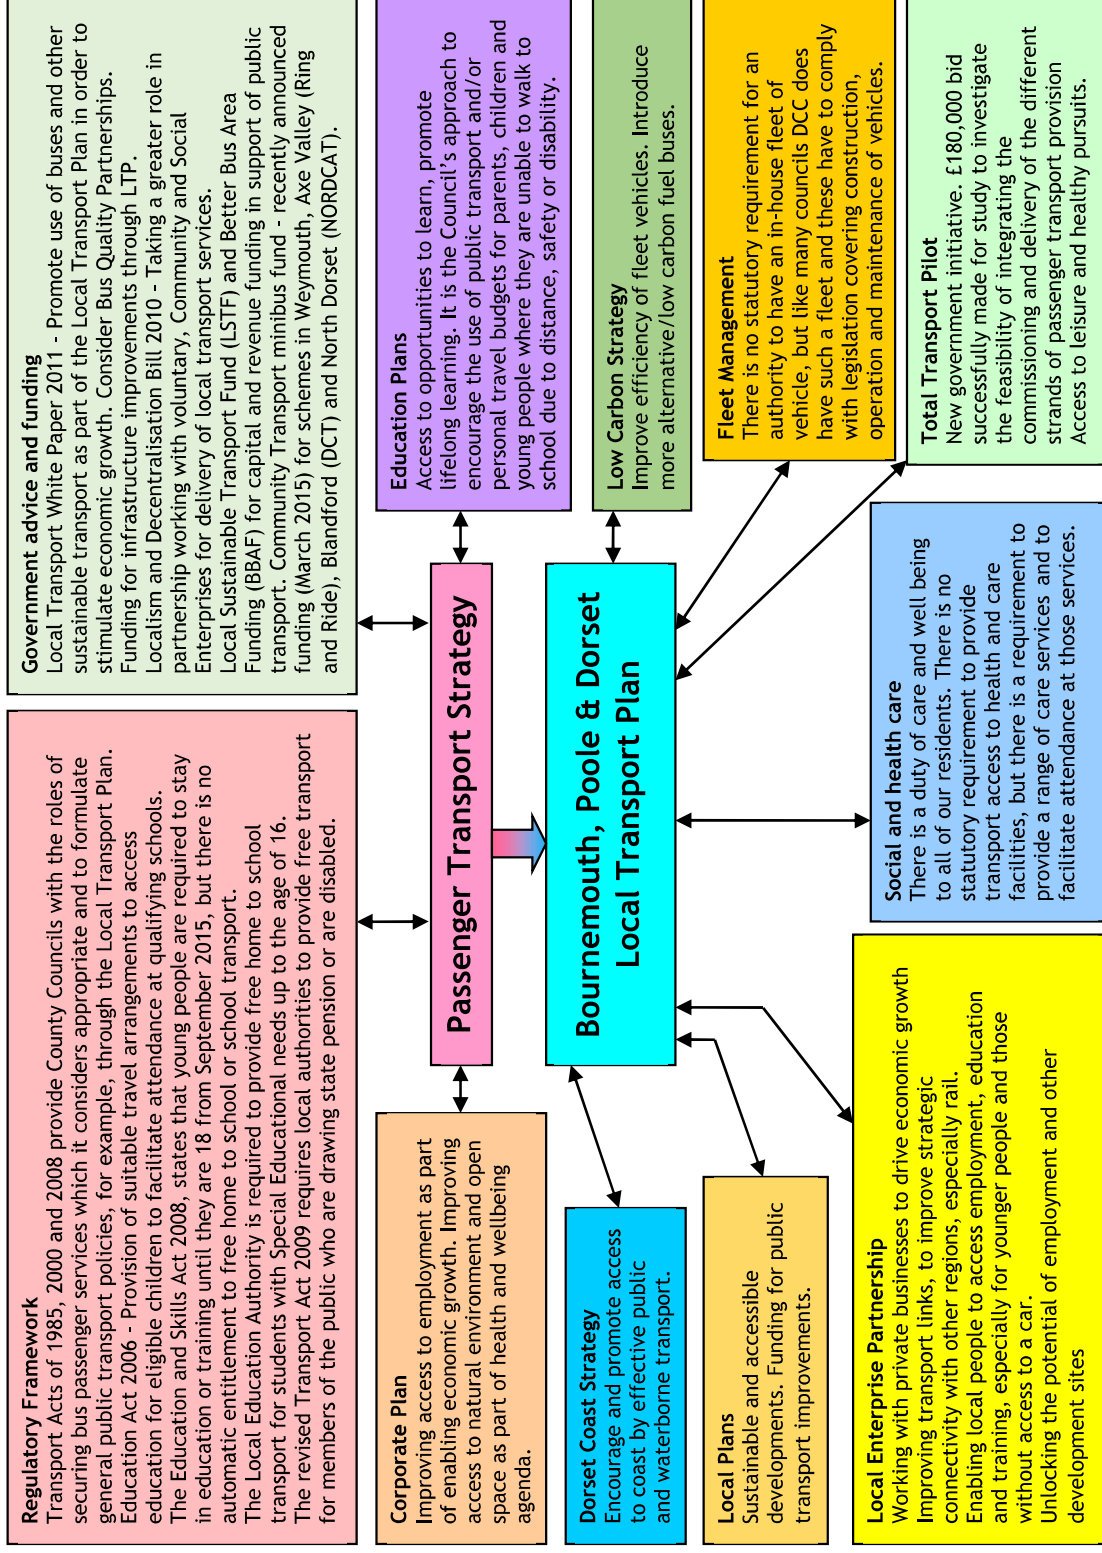 Regulatory Framework
Transport Acts of 1985, 2000 and 2008 provide County Councils with the roles of
securing bus passenger services which it considers appropriate and to formulate
general public transport policies, for example, through the Local Transport Plan.
Education Act 2006 - Provision of suitable travel arrangements to access
education for eligible children to facilitate attendance at qualifying schools.
The Education and Skills Act 2008, states that young people are required to stay
in education or training until they are 18 from September 2015, but there is no
automatic entitlement to free home to school or school transport.
The Local Education Authority is required to provide free home to school
transport for students with Special Educational needs up to the age of 16.
The revised Transport Act 2009 requires local authorities to provide free transport
for members of the public who are drawing state pension or are disabled.
Government advice and funding
Local Transport White Paper 2011 - Promote use of buses and other
sustainable transport as part of the Local Transport Plan in order to
stimulate economic growth. Consider Bus Quality Partnerships.
Funding for infrastructure improvements through LTP.
Localism and Decentralisation Bill 2010 - Taking a greater role in
partnership working with voluntary, Community and Social
Enterprises for delivery of local transport services.
Local Sustainable Transport Fund (LSTF) and Better Bus Area
Funding (BBAF) for capital and revenue funding in support of public
transport. Community Transport minibus fund - recently announced
funding (March 2015) for schemes in Weymouth, Axe Valley (Ring
and Ride), Blandford (DCT) and North Dorset (NORDCAT).
Corporate Plan
Improving access to employment as part
of enabling economic growth. Improving
access to natural environment and open
space as part of health and wellbeing
agenda.
Passenger Transport Strategy
Education Plans
Access to opportunities to learn, promote
lifelong learning. It is the Council's approach to
encourage the use of public transport and/or
personal travel budgets for parents, children and
young people where they are unable to walk to
school due to distance, safety or disability.
Dorset Coast Strategy
Encourage and promote access
to coast by effective public
and waterborne transport.
Bournemouth, Poole & Dorset
Local Transport Plan
Low Carbon Strategy
Improve efficiency of fleet vehicles. Introduce
more alternative/low carbon fuel buses.
Local Plans
Sustainable and accessible
developments. Funding for public
transport improvements.
Fleet Management
There is no statutory requirement for an
authority to have an in-house fleet of
vehicle, but like many councils DCC does
have such a fleet and these have to comply
with legislation covering construction,
operation and maintenance of vehicles.
Local Enterprise Partnership
Working with private businesses to drive economic growth
Improving transport links, to improve strategic
connectivity with other regions, especially rail.
Enabling local people to access employment, education
and training, especially for younger people and those
without access to a car.
Unlocking the potential of employment and other
development sites
Social and health care
There is a duty of care and well being
to all of our residents. There is no
statutory requirement to provide
transport access to health and care
facilities, but there is a requirement to
provide a range of care services and to
facilitate attendance at those services.
Total Transport Pilot
New government initiative. £180,000 bid
successfully made for study to investigate
the feasibility of integrating the
commissioning and delivery of the different
strands of passenger transport provision
Access to leisure and healthy pursuits.